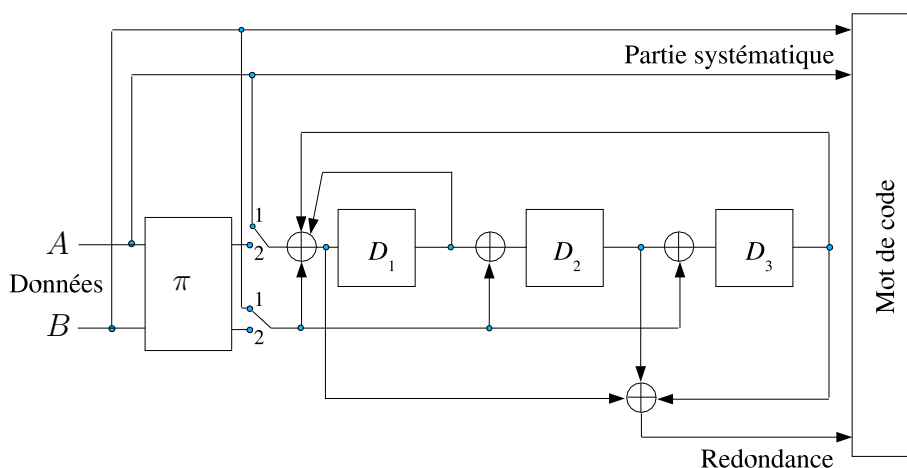 Partie systématique
Mot de code
1
2
A
Données
B
π
1
2
D1
D2
D3
Redondance